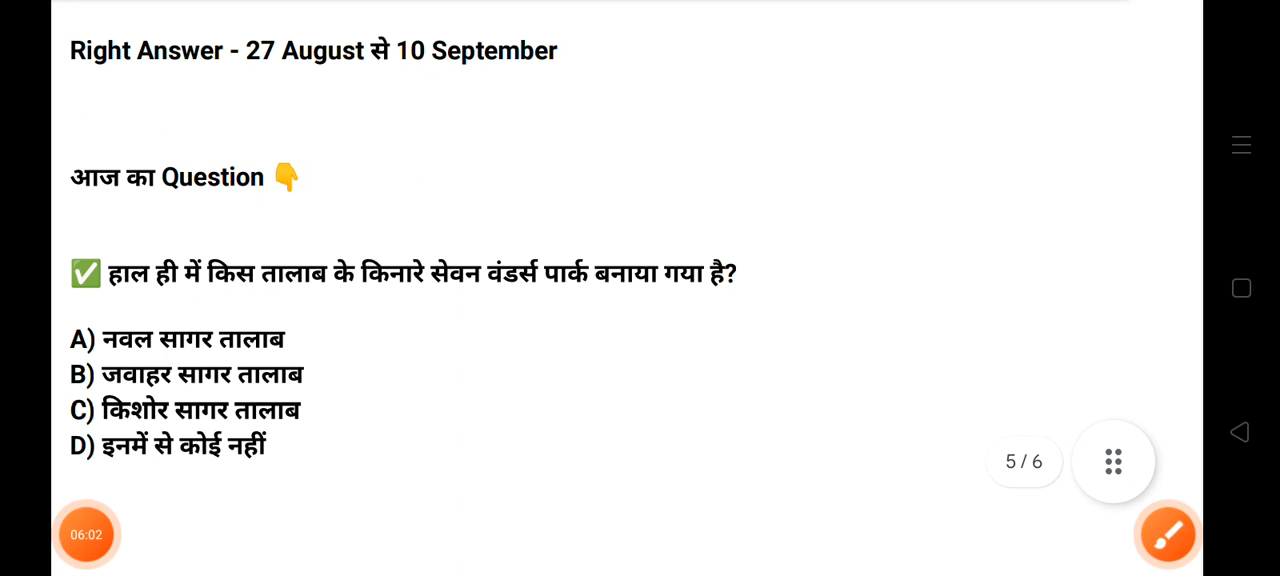 Right Answer - 27 August से 10 September
आज का Question 👇
✅ हाल ही में किस तालाब के किनारे सेवन वंडर्स पार्क बनाया गया है?
A) नवल सागर तालाब
B) जवाहर सागर तालाब
C) किशोर सागर तालाब
D) इनमें से कोई नहीं
5 / 6
06:02